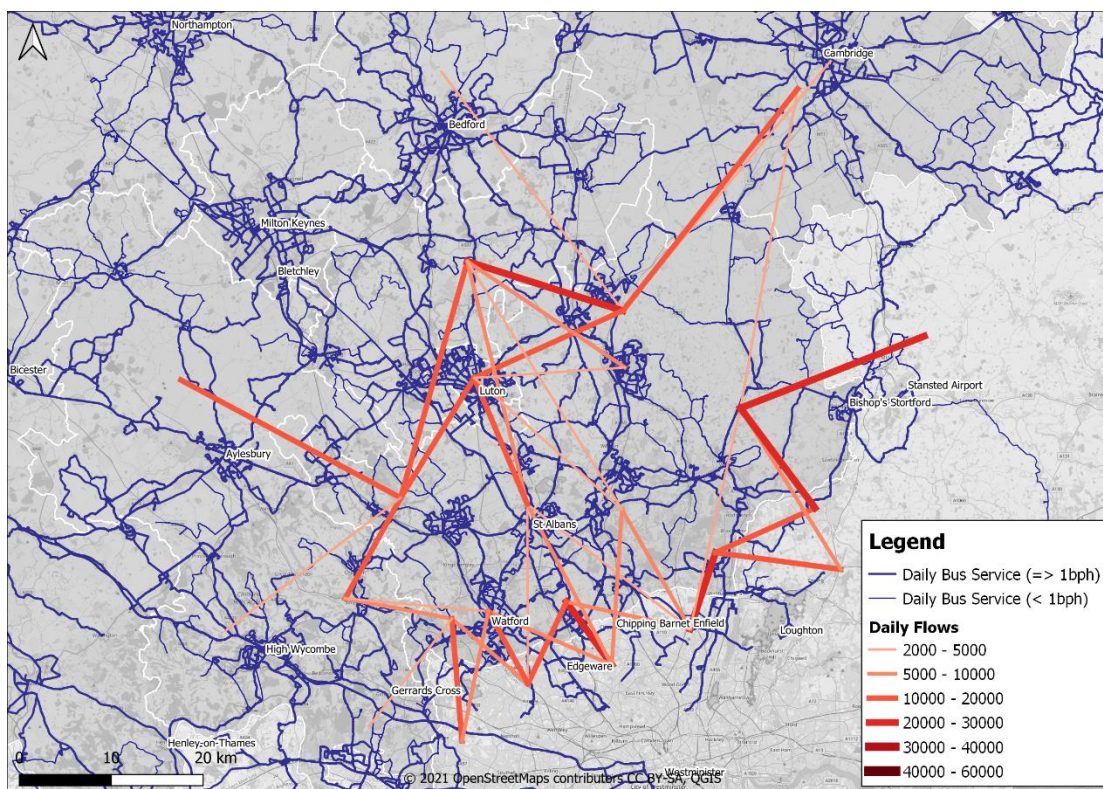 Northampton
Cambridge
Bedford
Milton Keynes
Bletchley
Bicester
Luton
Stansted Airport
Bishop's Stortford
Aylesbury
St Albans
Watford
Chipping Barnet Enfield
Loughton
High Wycombe
Edgeware
Gerrards Cross
Henley-on-Thames
Westminister
0 10 20 km
© 2021 OpenStreetMaps contributors CC BY-SA, QGIS
Legend
Daily Bus Service (=> 1bph)
Daily Bus Service (< 1bph)
Daily Flows
2000 - 5000
5000 - 10000
10000 - 20000
20000 - 30000
30000 - 40000
40000 - 60000